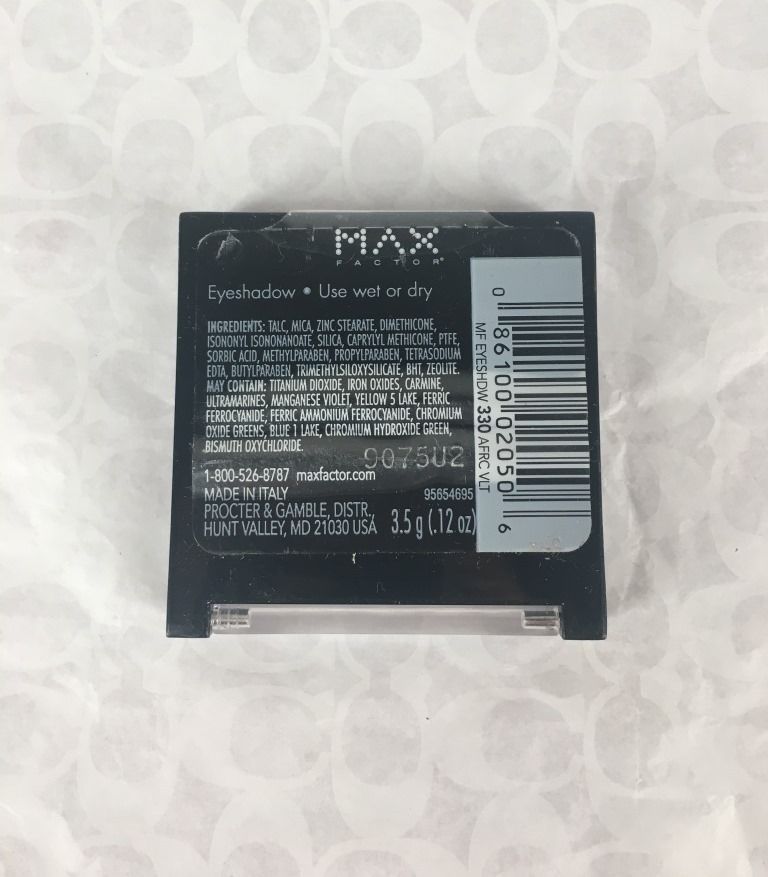 MAX
FACTOR®
Eyeshadow • Use wet or dry
INGREDIENTS: TALC, MICA, ZINC STEARATE, DIMETHICONE,
ISONONYL ISONONANOATE, SILICA, CAPRYLYL METHICONE, PTFE,
SORBIC ACID, METHYLPARABEN, PROPYLPARABEN, TETRASODIUM
EDTA, BUTYLPARABEN, TRIMETHYLSILOXYSILICATE, BHT, ZEOLITE.
MAY CONTAIN: TITANIUM DIOXIDE, IRON OXIDES, CARMINE,
ULTRAMARINES, MANGANESE VIOLET, YELLOW 5 LAKE, FERRIC
FERROCYANIDE, FERRIC AMMONIUM FERROCYANIDE, CHROMIUM
OXIDE GREENS, BLUE 1 LAKE, CHROMIUM HYDROXIDE GREEN,
BISMUTH OXYCHLORIDE.
9075U2
1-800-526-8787 maxfactor.com
MADE IN ITALY
95654695
PROCTER & GAMBLE, DISTR.,
HUNT VALLEY, MD 21030 USA
3.5 g (.12 oz)
MF EYESHDW 330 AFRC VLT
0 86100 02050 6